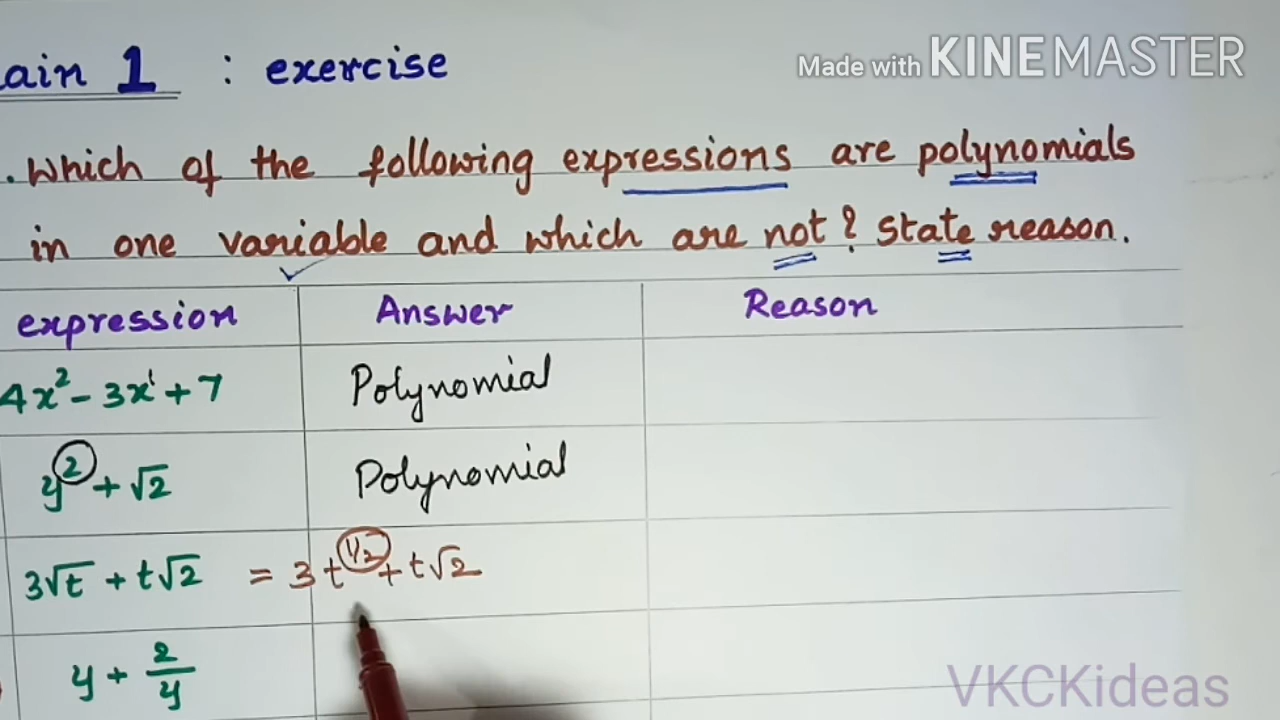 ain 1 : exercise
Made with KINEMASTER
. Which of the following expressions are polynomials
in one variable and which are not? State reason.
expression Answer Reason
4x² - 3x¹ + 7 Polynomial
y² + √2 Polynomial
3√t + t√2 = 3t^1/2 + t√2
y + 2/y
VKCKideas